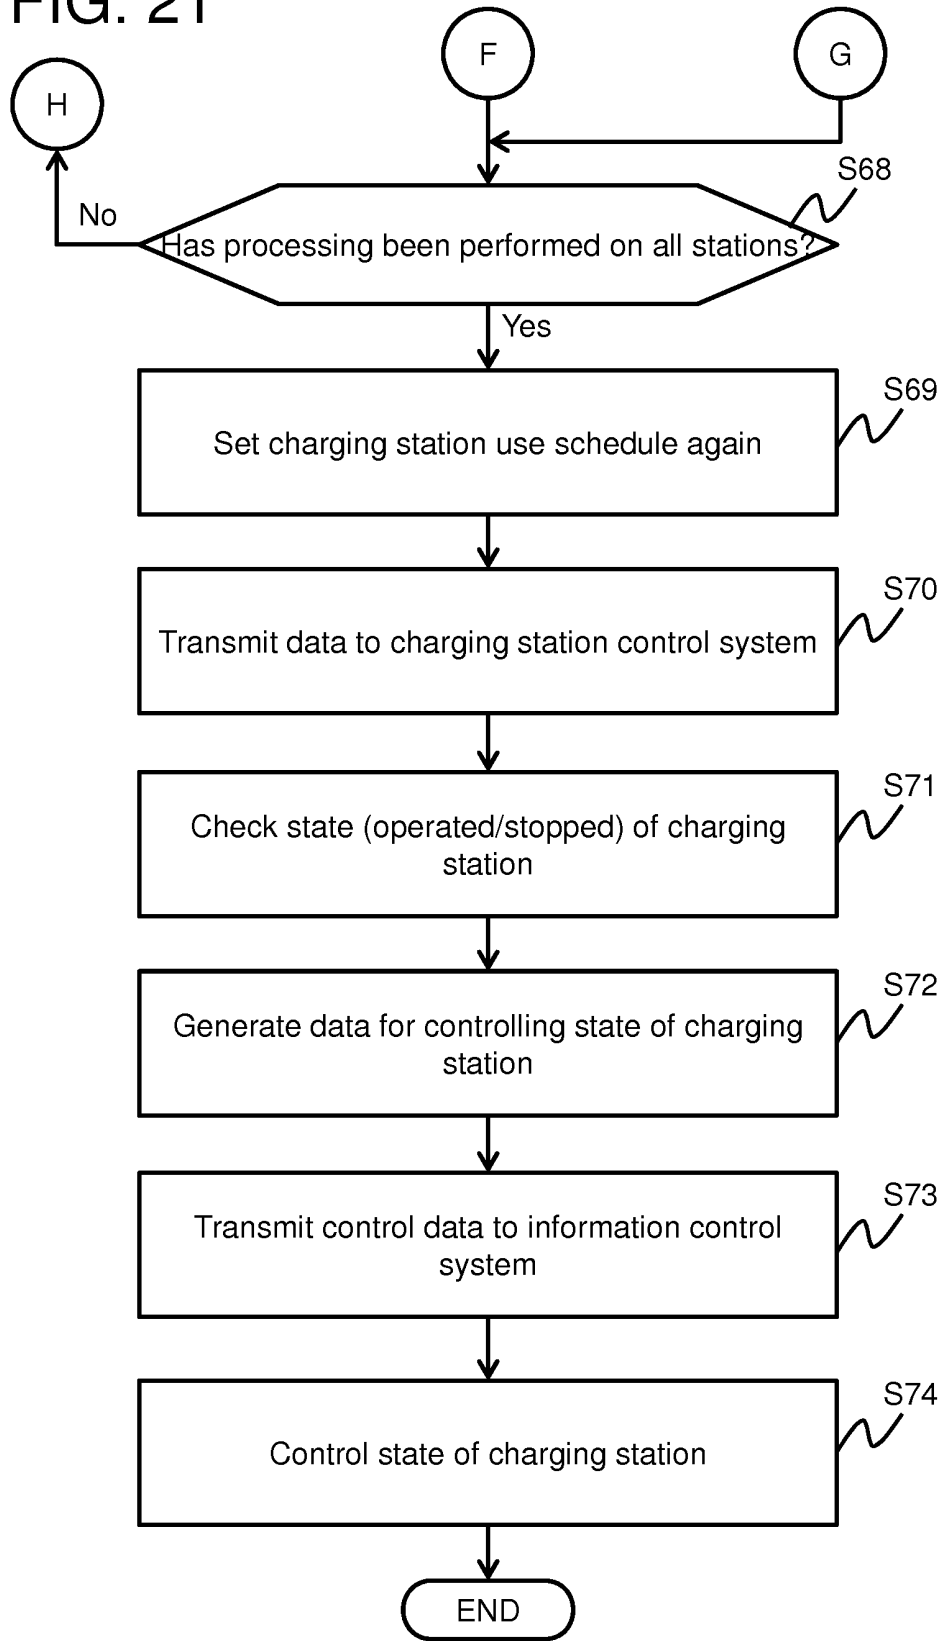 FIG. 21
F
G
H
S68
No
Has processing been performed on all stations?
Yes
S69
Set charging station use schedule again
S70
Transmit data to charging station control system
S71
Check state (operated/stopped) of charging
station
S72
Generate data for controlling state of charging
station
S73
Transmit control data to information control
system
S74
Control state of charging station
END